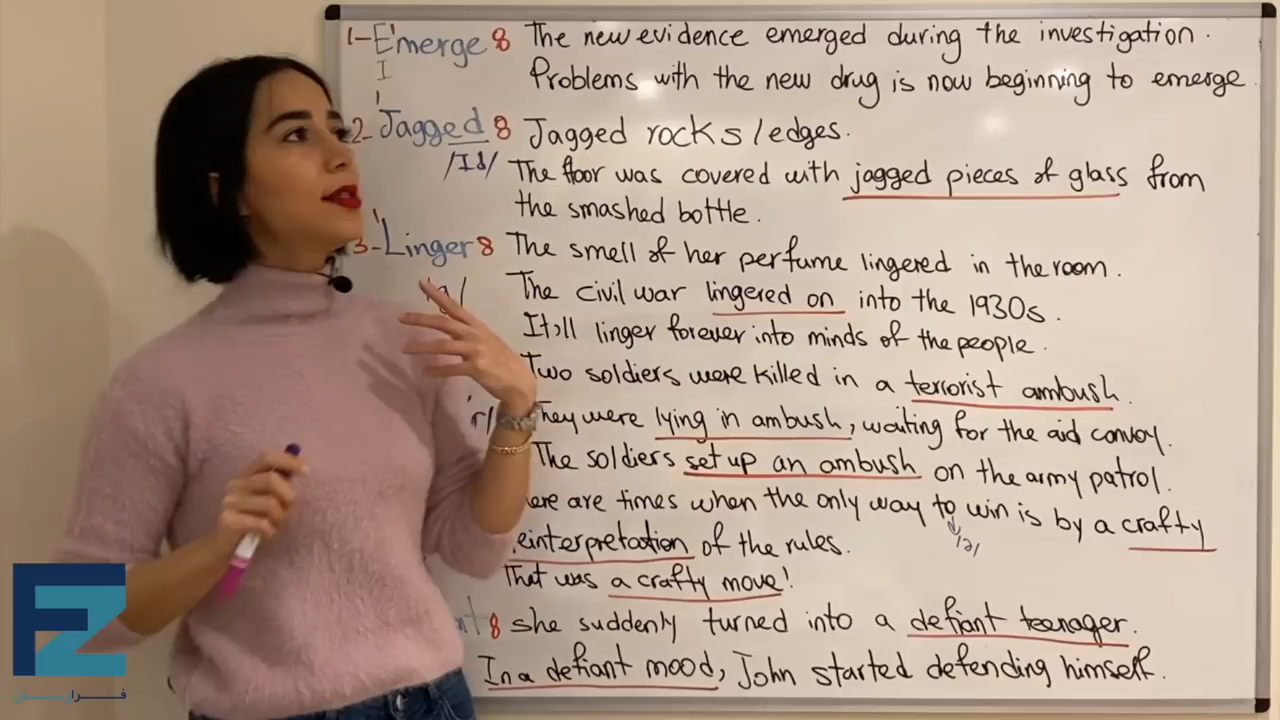 1- Emerge 8 The new evidence emerged during the investigation.
I Problems with the new drug is now beginning to emerge.
2- Jagged 8 Jagged rocks/edges.
/Id/ The floor was covered with jagged pieces of glass from
the smashed bottle.
3- Linger 8 The smell of her perfume lingered in the room.
The civil war lingered on into the 1930s.
It'll linger forever into minds of the people.
Two soldiers were killed in a terrorist ambush.
They were lying in ambush, waiting for the aid convoy.
The soldiers set up an ambush on the army patrol.
are times when the only way to win is by a crafty
/ə/
reinterpretation of the rules.
That was a crafty move!
8 she suddenly turned into a defiant teenager.
In a defiant mood, John started defending himself.
FZ